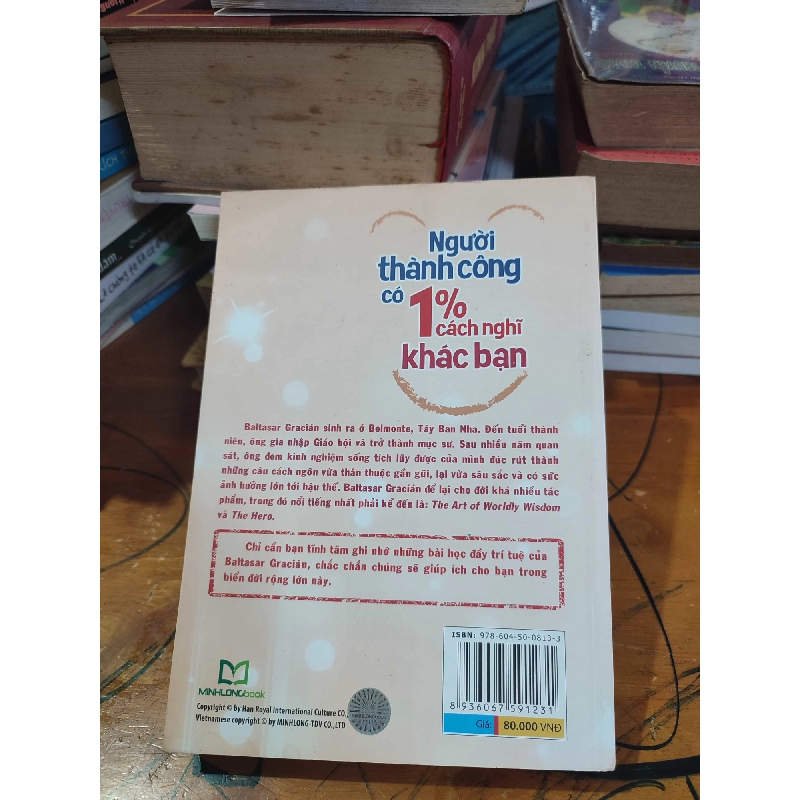 Người
thành công
có 1%
cách nghĩ
khác bạn
Baltasar Gracián sinh ra ở Belmonte, Tây Ban Nha. Đến tuổi thành
niên, ông gia nhập Giáo hội và trở thành mục sư. Sau nhiều năm quan
sát, ông đem kinh nghiệm sống tích lũy được của mình đúc rút thành
những câu cách ngôn vừa thân thuộc gần gũi, lại vừa sâu sắc và có sức
ảnh hưởng lớn tới hậu thế. Baltasar Gracián để lại cho đời khá nhiều tác
phẩm, trong đó nổi tiếng nhất phải kể đến là: The Art of Worldly Wisdom
và The Hero.
Chỉ cần bạn tĩnh tâm ghi nhớ những bài học đầy trí tuệ của
Baltasar Gracián, chắc chắn chúng sẽ giúp ích cho bạn trong
biển đời rộng lớn này.
ISBN: 978-604-50-0813-3
8 936067 591231
Giá: 80.000 VNĐ
MINHLONGbook
Copyright © by Han Royal International Culture CO.,
Vietnamese copyright © by MINHLONG-TDV CO.,LTD